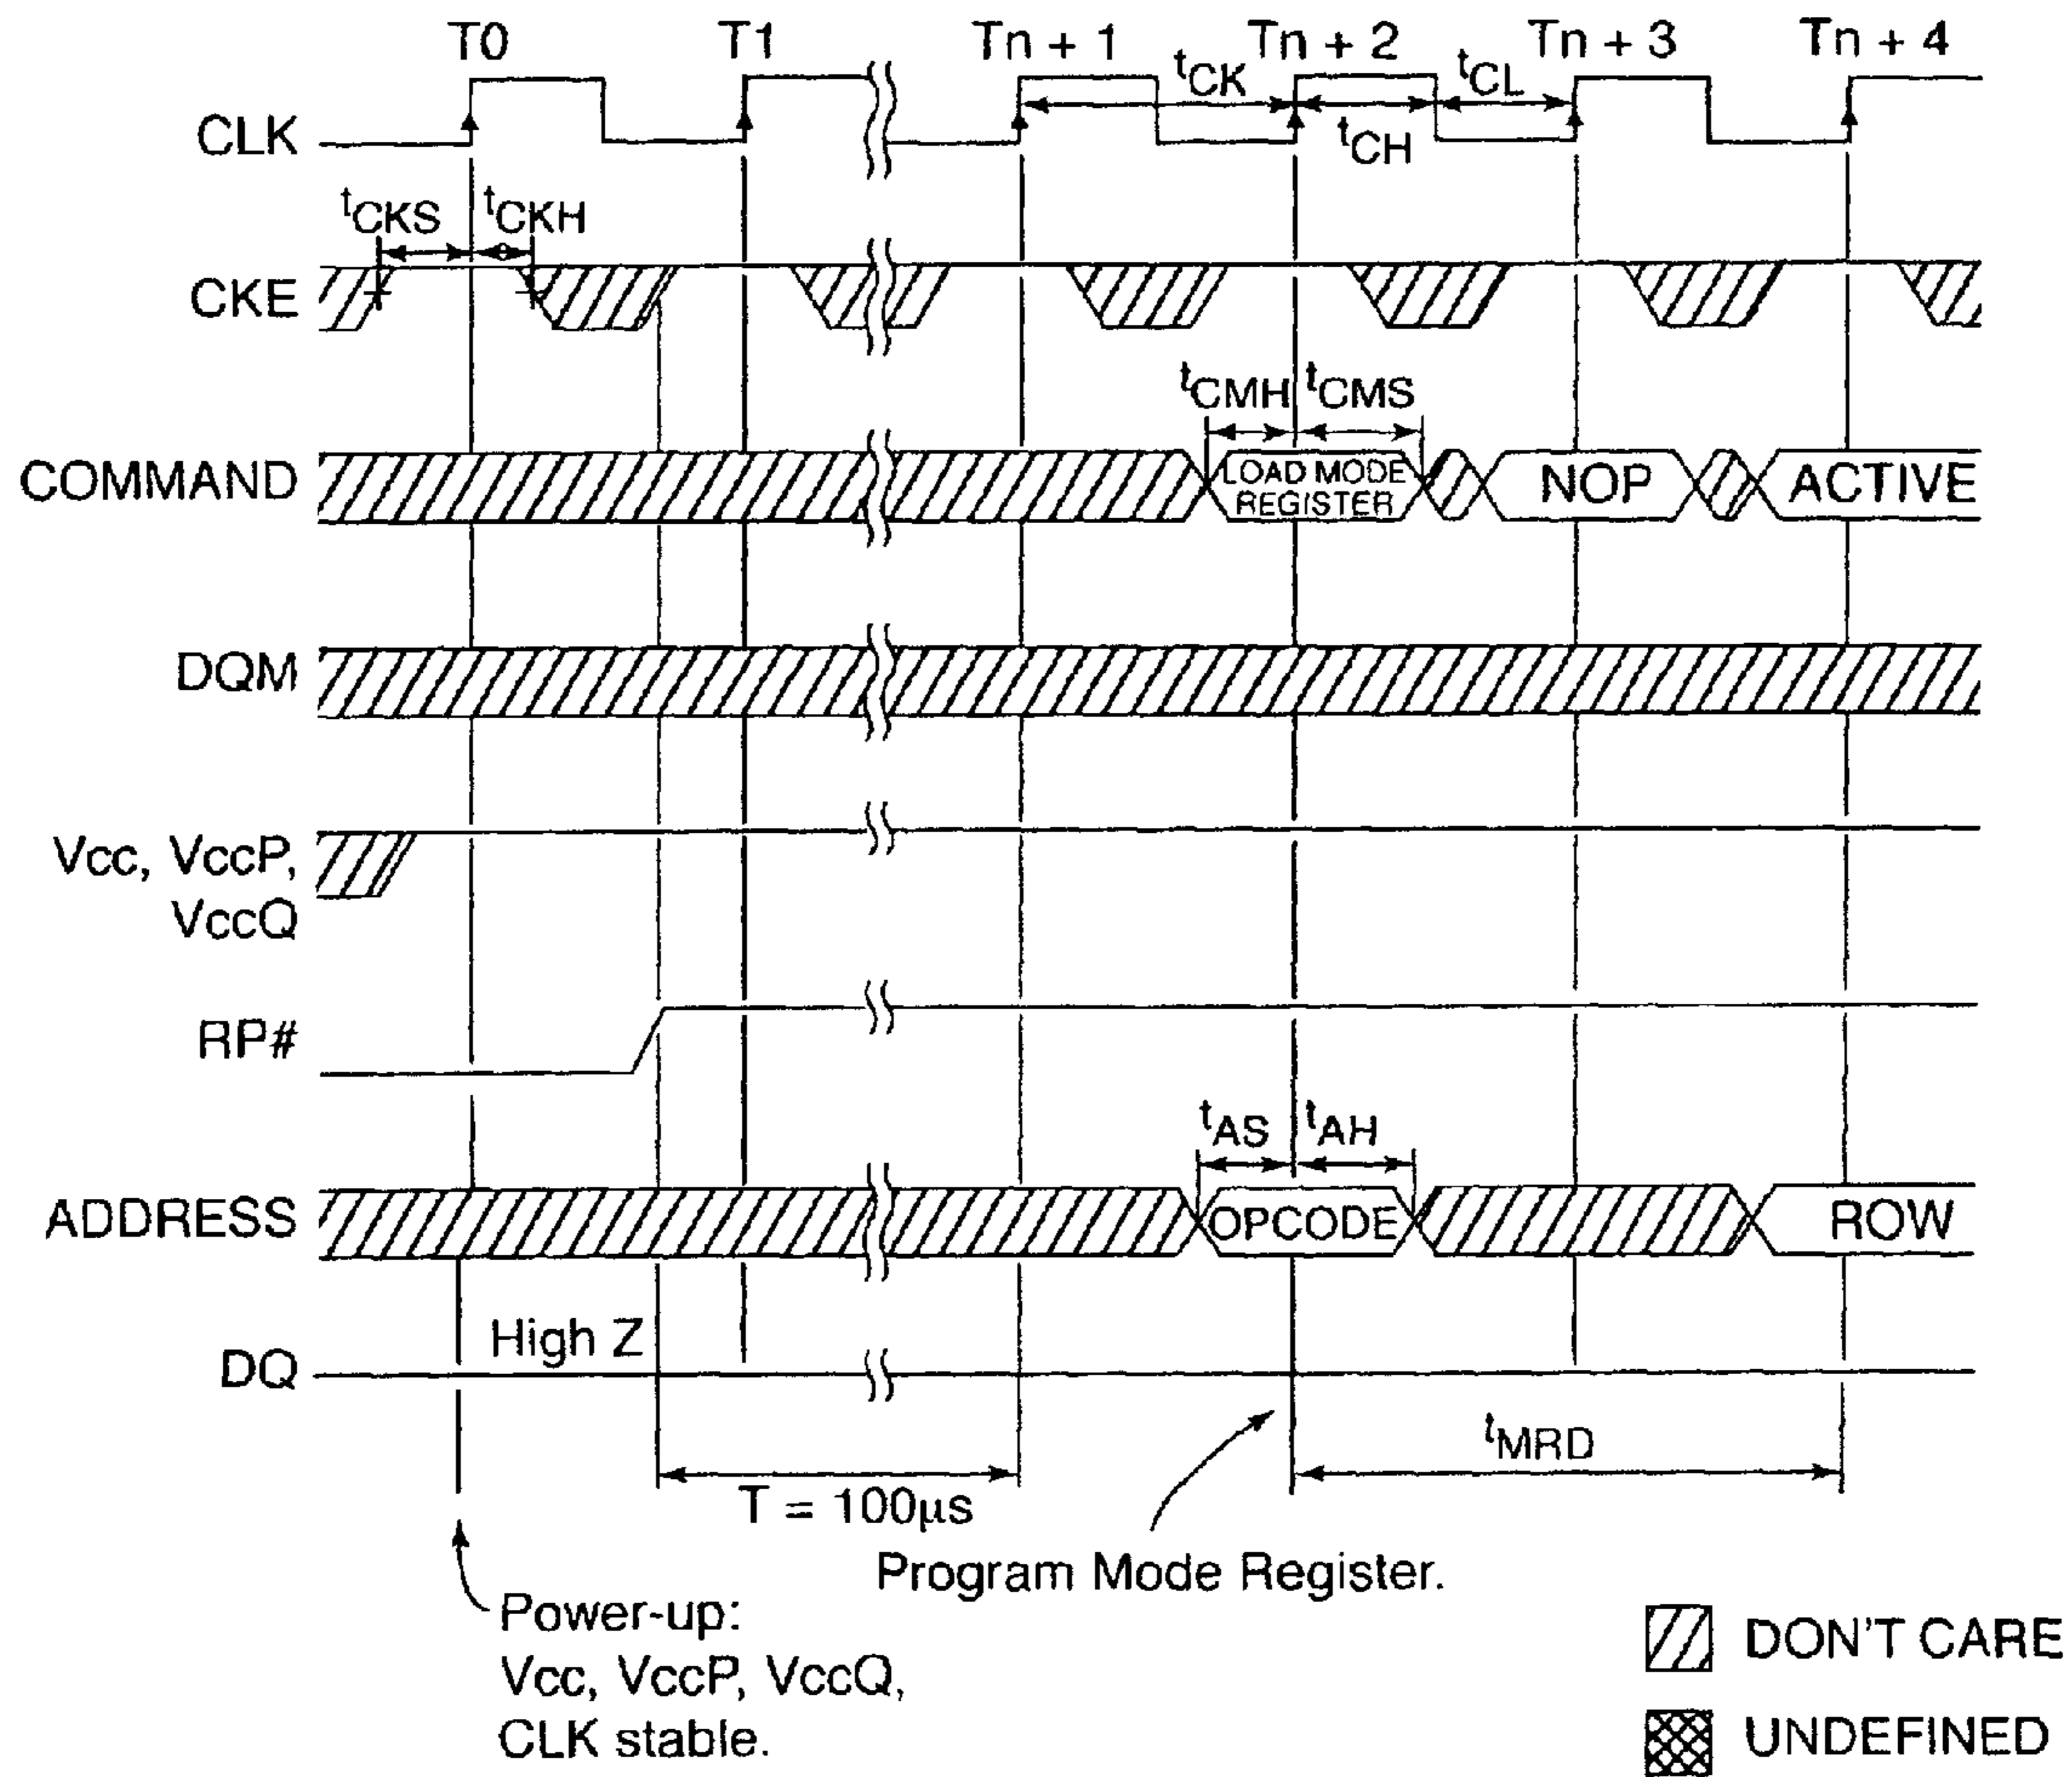 T0 T1 Tn + 1 Tn + 2 Tn + 3 Tn + 4
tCK tCL
CLK
tCH
tCKS tCKH
CKE
tCMH tCMS
COMMAND LOAD MODE REGISTER NOP ACTIVE
DQM
Vcc, VccP,
VccQ
RP#
tAS tAH
ADDRESS OPCODE ROW
High Z
DQ
tMRD
T = 100µs
Program Mode Register.
Power-up:
Vcc, VccP, VccQ,
CLK stable.
DON'T CARE
UNDEFINED